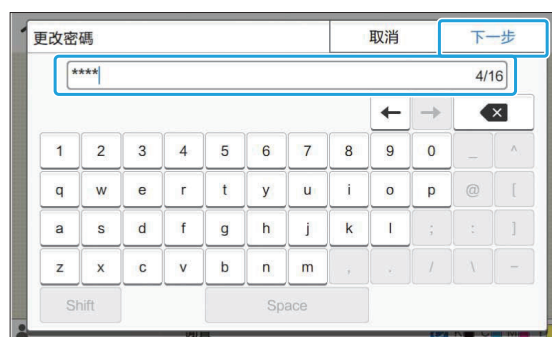 更改密碼 取消 下一步
**** 4/16
← → ×
1 2 3 4 5 6 7 8 9 0 _ ^
q w e r t y u i o p @ [
a s d f g h j k l ; : ]
z x c v b n m , . / \ -
Shift Space